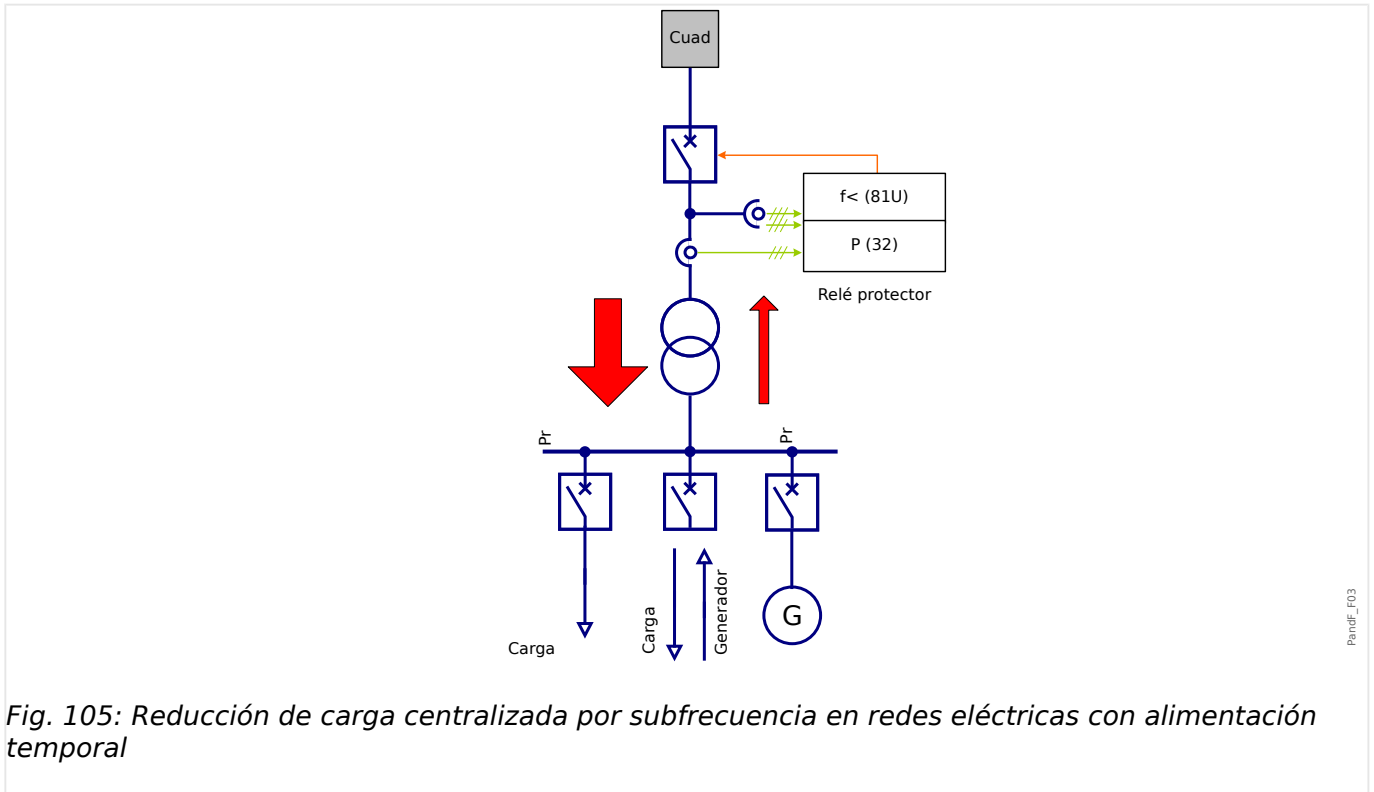 Cuad
f< (81U)
P (32)
Relé protector
Pr
Pr
Carga
Carga
Generador
G
PandF_F03
Fig. 105: Reducción de carga centralizada por subfrecuencia en redes eléctricas con alimentación
temporal